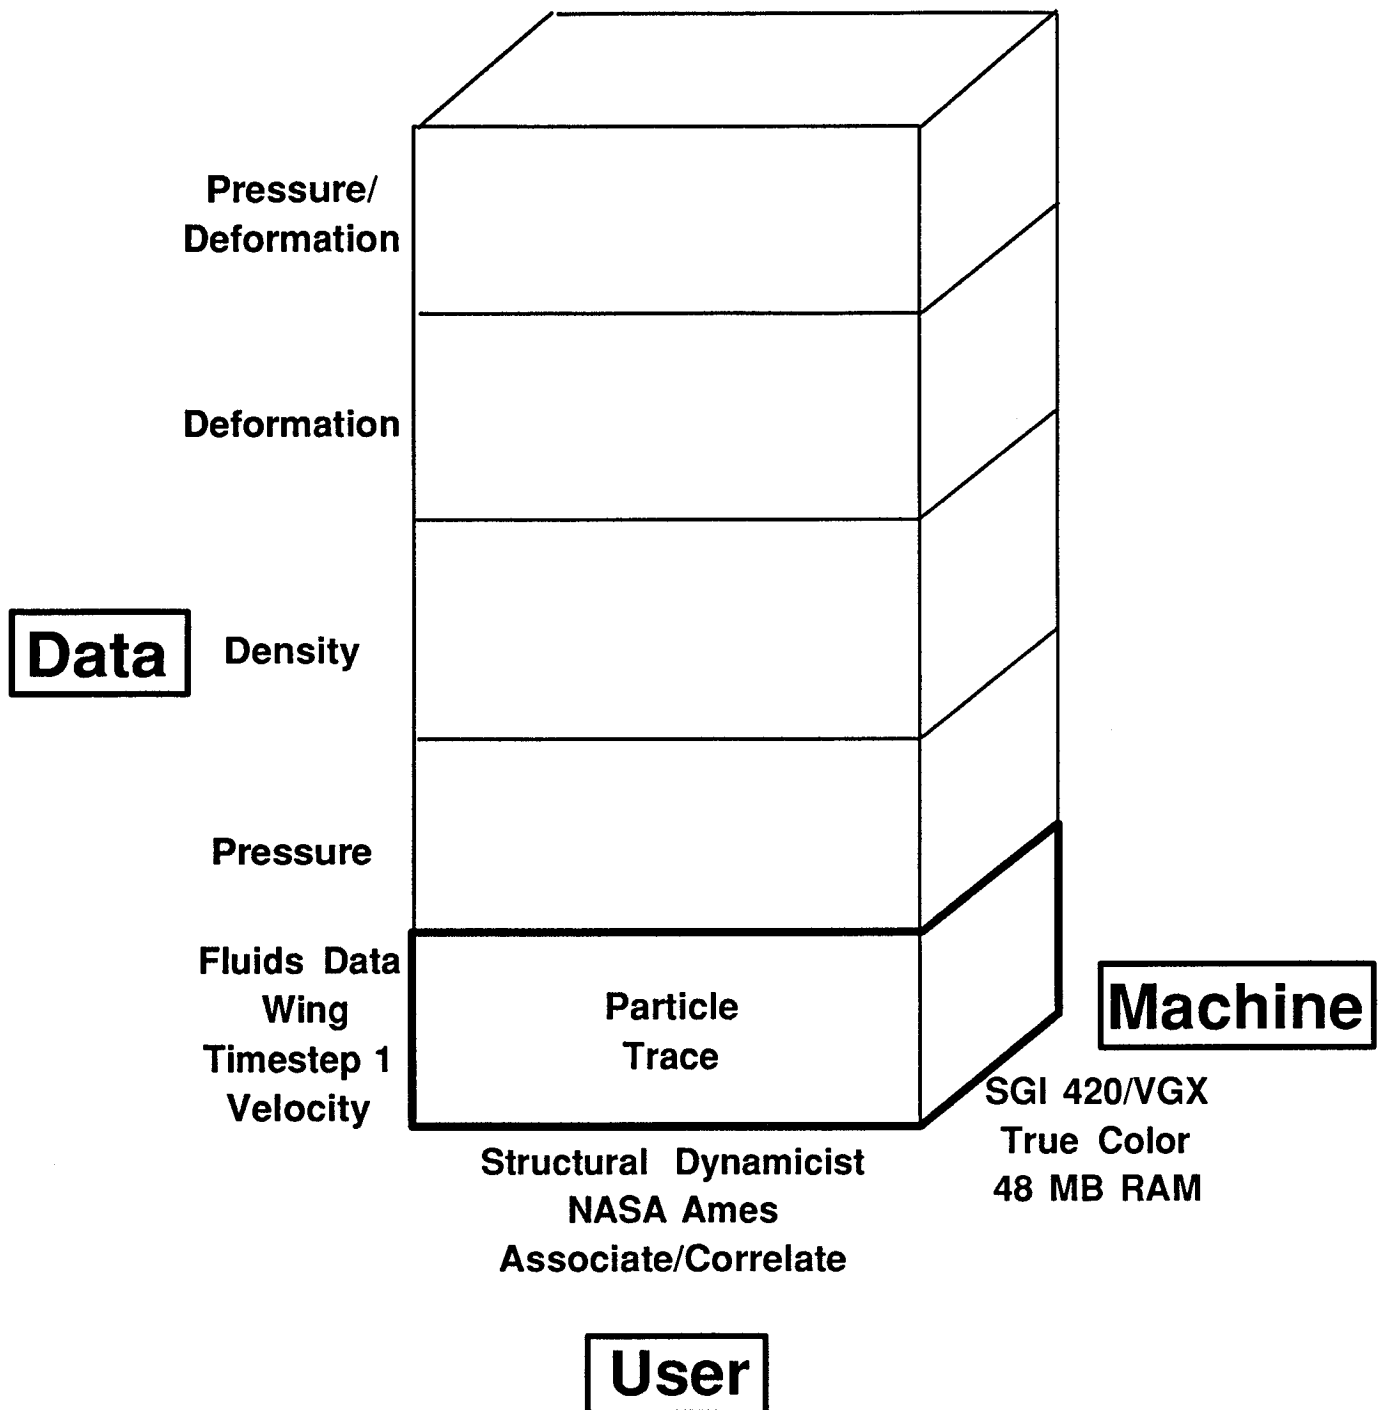 Pressure/
Deformation
Deformation
Data
Density
Pressure
Fluids Data
Wing
Timestep 1
Velocity
Particle
Trace
Machine
SGI 420/VGX
True Color
48 MB RAM
Structural Dynamicist
NASA Ames
Associate/Correlate
User